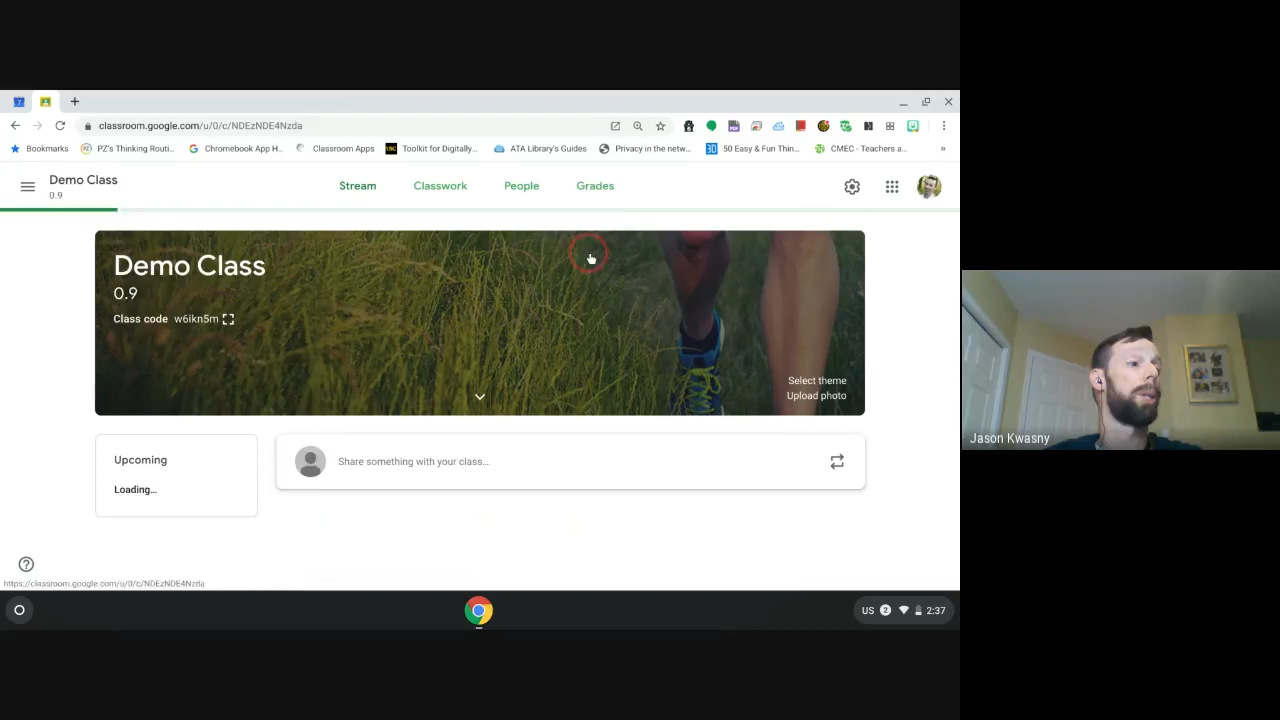 classroom.google.com/u/0/c/NDEzNDE4Nzda
Bookmarks PZ's Thinking Routi... Chromebook App H... Classroom Apps Toolkit for Digitally... ATA Library's Guides Privacy in the netw... 50 Easy & Fun Thin... CMEC - Teachers a... »
Demo Class
0.9
Stream Classwork People Grades
Demo Class
0.9
Class code w6ikn5m
Select theme
Upload photo
Upcoming
Loading...
Share something with your class...
https://classroom.google.com/u/0/c/NDEzNDE4Nzda
US 2 2:37
Jason Kwasny